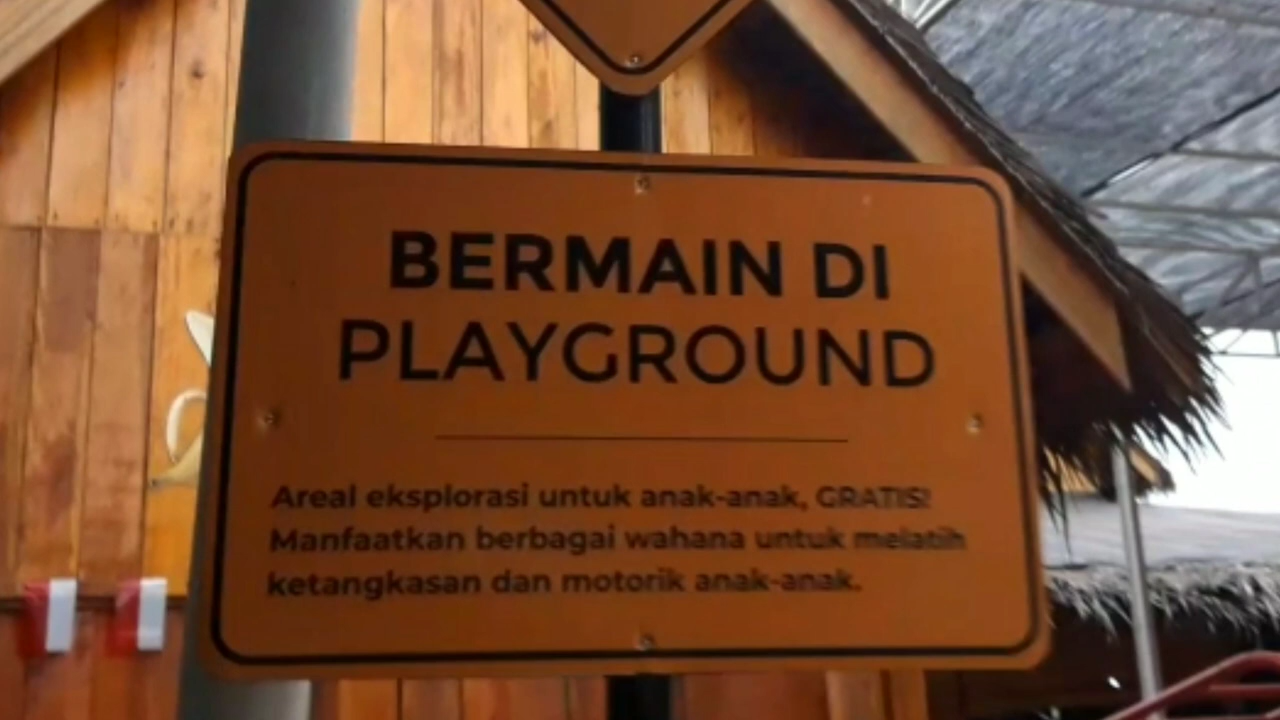 BERMAIN DI
PLAYGROUND
Areal eksplorasi untuk anak-anak, GRATIS!
Manfaatkan berbagai wahana untuk melatih
ketangkasan dan motorik anak-anak.